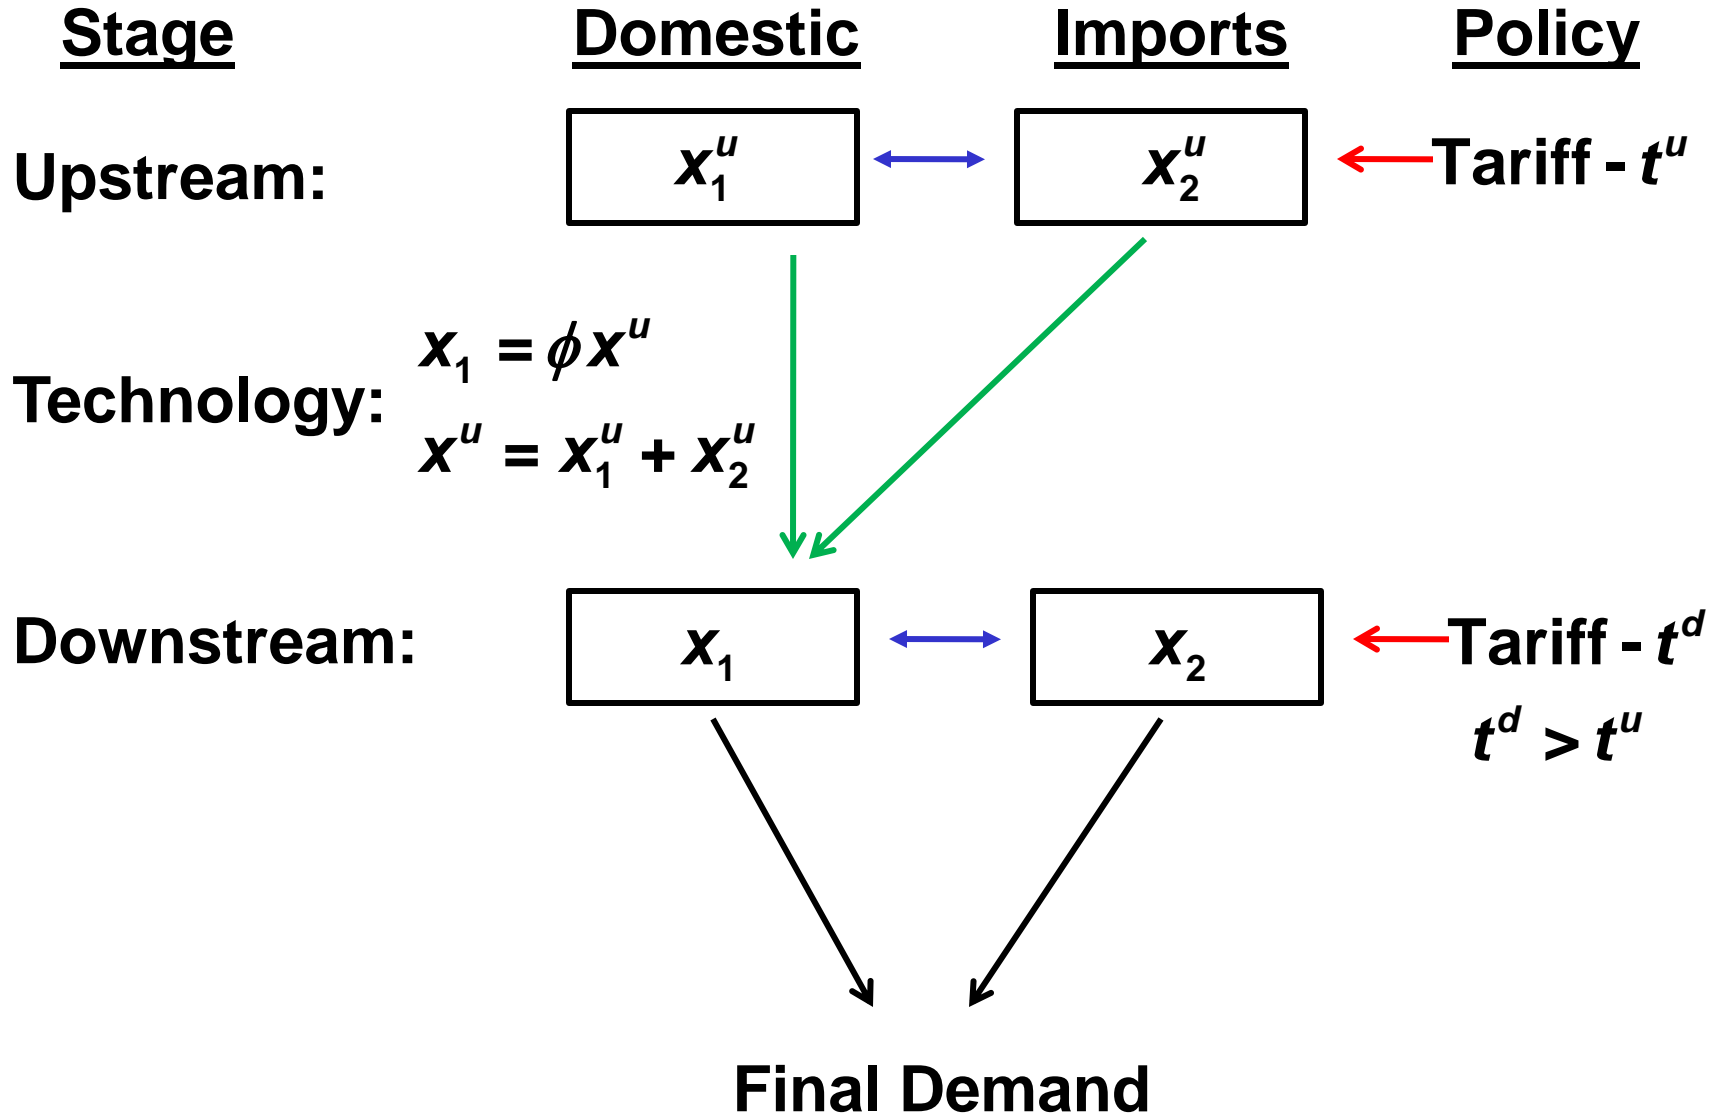 Stage Domestic Imports Policy
Upstream: x₁ᵘ x₂ᵘ Tariff - tᵘ
x₁ = ϕxᵘ
Technology:
xᵘ = x₁ᵘ + x₂ᵘ
Downstream: x₁ x₂ Tariff - tᵈ
tᵈ > tᵘ
Final Demand